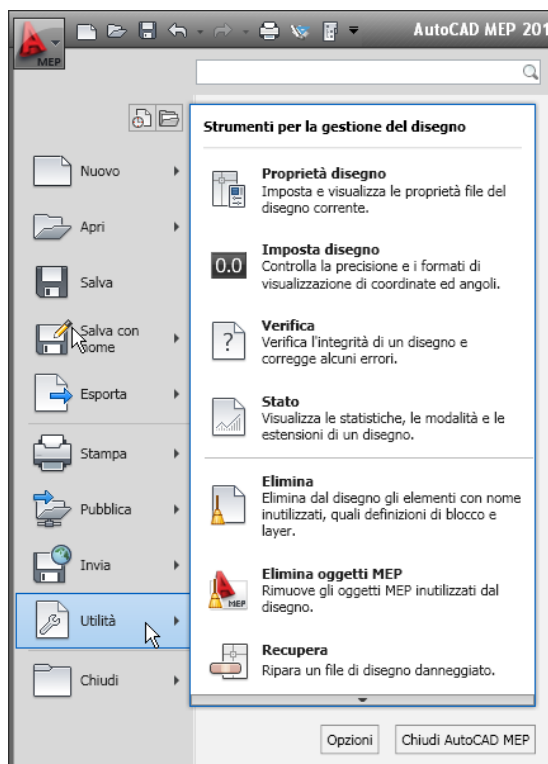 AutoCAD MEP 201
MEP
Strumenti per la gestione del disegno
Nuovo
Apri
Salva
Salva con
nome
Esporta
Stampa
Pubblica
Invia
Utilità
Chiudi
Proprietà disegno
Imposta e visualizza le proprietà file del
disegno corrente.
0.0
Imposta disegno
Controlla la precisione e i formati di
visualizzazione di coordinate ed angoli.
?
Verifica
Verifica l'integrità di un disegno e
corregge alcuni errori.
Stato
Visualizza le statistiche, le modalità e le
estensioni di un disegno.
Elimina
Elimina dal disegno gli elementi con nome
inutilizzati, quali definizioni di blocco e
layer.
MEP
Elimina oggetti MEP
Rimuove gli oggetti MEP inutilizzati dal
disegno.
Recupera
Ripara un file di disegno danneggiato.
Opzioni
Chiudi AutoCAD MEP